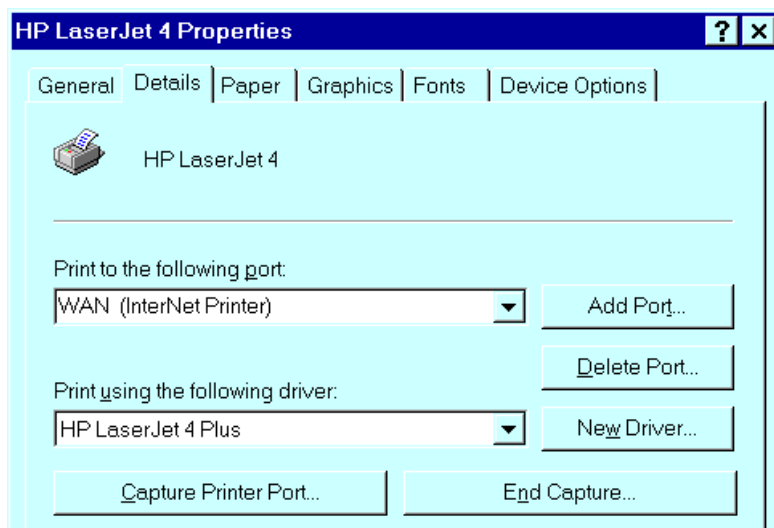 HP LaserJet 4 Properties ? ×
General Details Paper Graphics Fonts Device Options
HP LaserJet 4
Print to the following port:
WAN (InterNet Printer) Add Port...
Delete Port...
Print using the following driver:
HP LaserJet 4 Plus New Driver...
Capture Printer Port... End Capture...